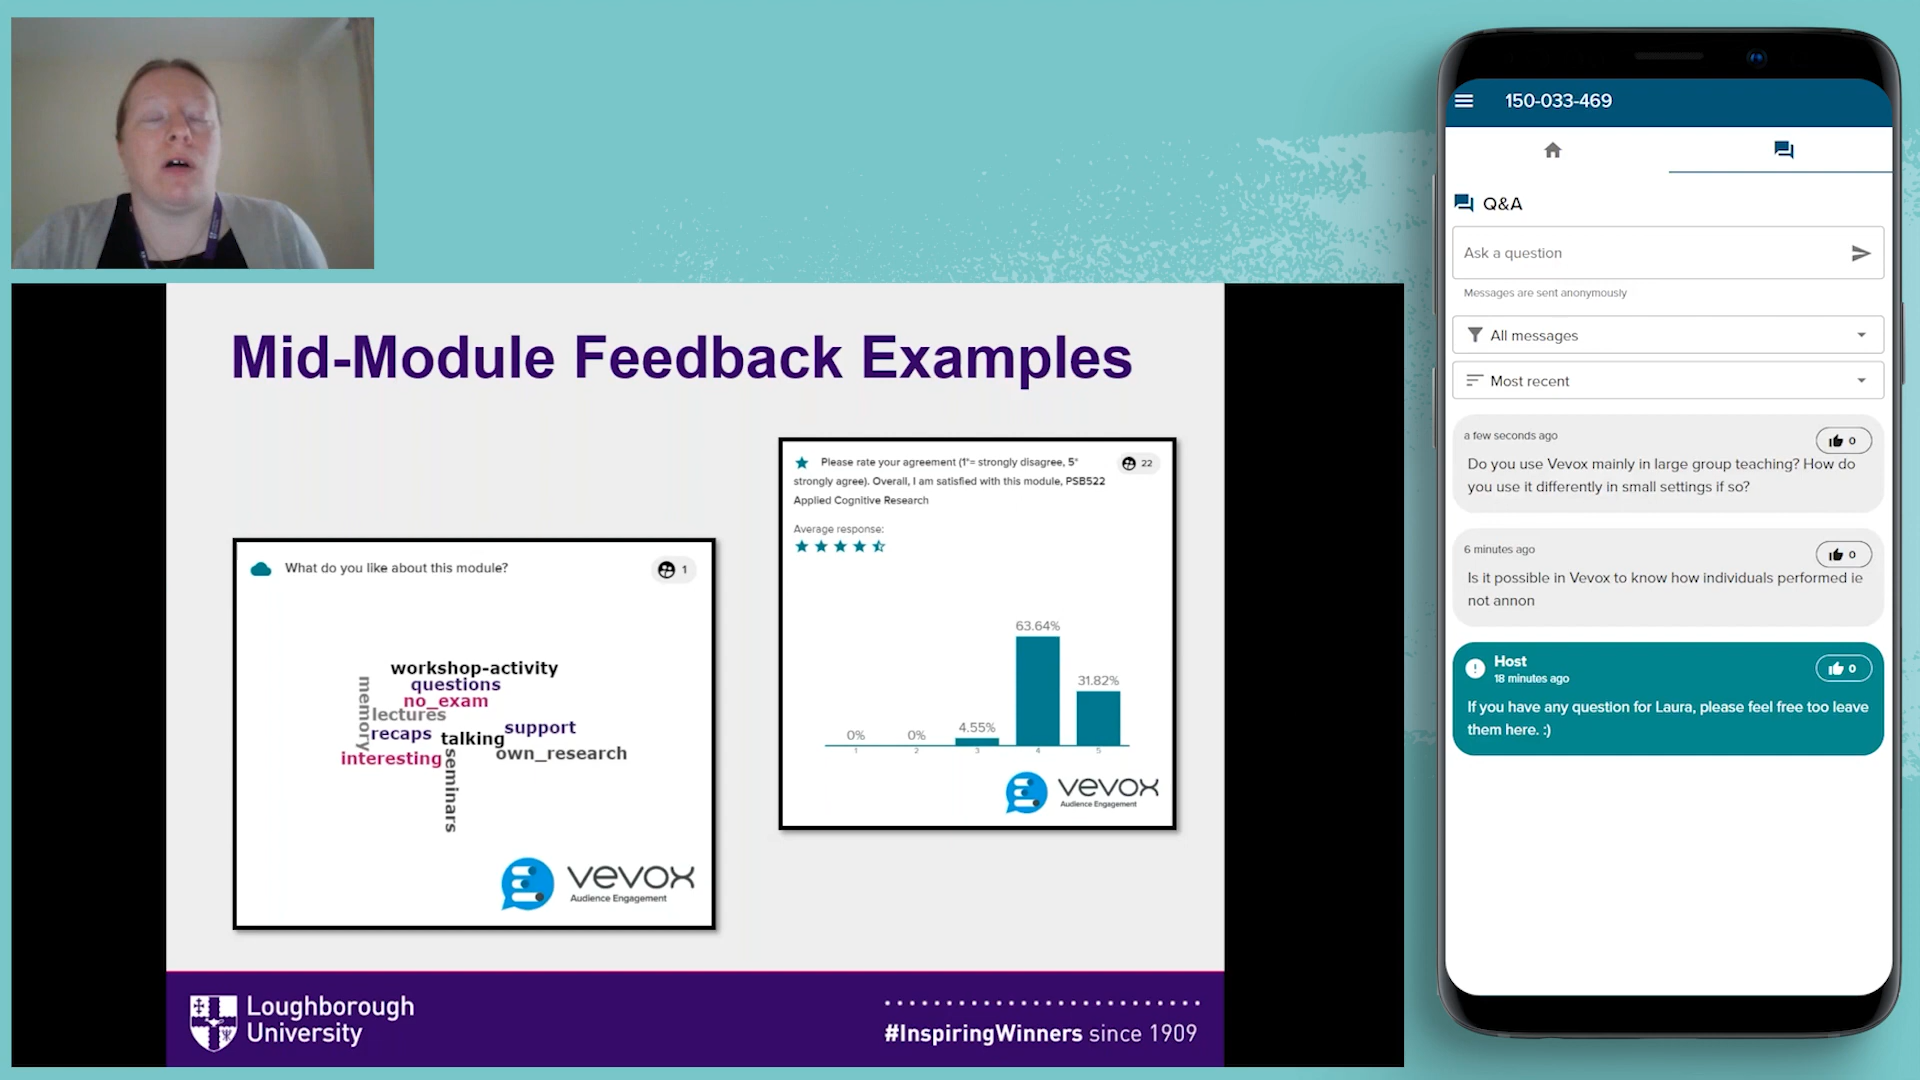 Mid-Module Feedback Examples
What do you like about this module?
1
workshop-activity
questions
no_exam
memory
lectures
recaps
talking
support
interesting
own_research
seminars
vevox
Audience Engagement
Please rate your agreement (1*= strongly disagree, 5*
22
strongly agree). Overall, I am satisfied with this module, PSB522
Applied Cognitive Research
Average response:
63.64%
31.82%
4.55%
0%
0%
1
2
3
4
5
vevox
Audience Engagement
Loughborough
University
#InspiringWinners since 1909
150-033-469
Q&A
Ask a question
Messages are sent anonymously
All messages
Most recent
a few seconds ago
0
Do you use Vevox mainly in large group teaching? How do
you use it differently in small settings if so?
6 minutes ago
0
Is it possible in Vevox to know how individuals performed ie
not annon
Host
18 minutes ago
0
If you have any question for Laura, please feel free too leave
them here. :)